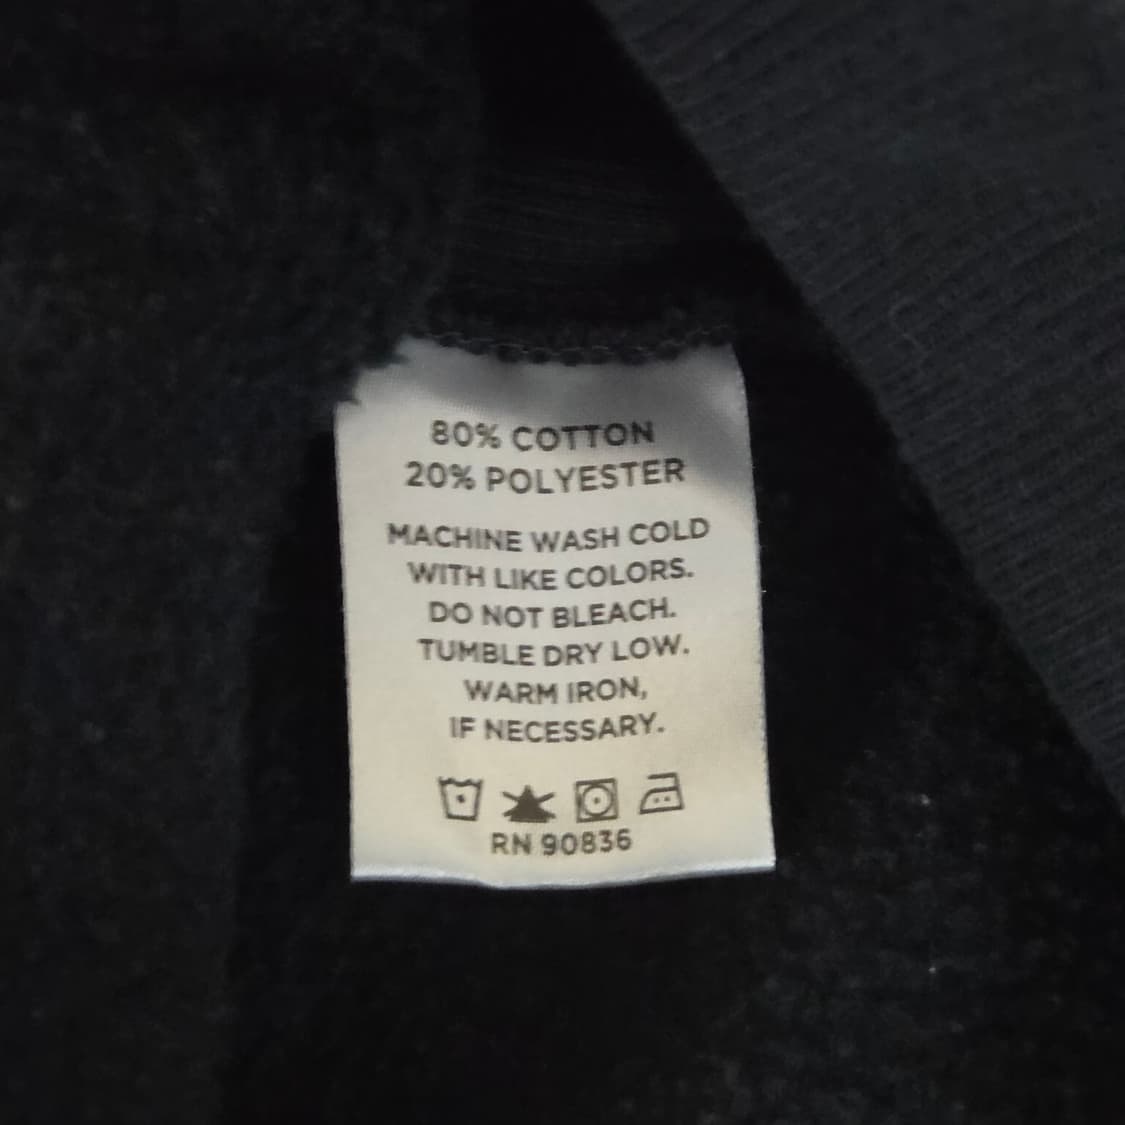 80% COTTON
20% POLYESTER
MACHINE WASH COLD
WITH LIKE COLORS.
DO NOT BLEACH.
TUMBLE DRY LOW.
WARM IRON,
IF NECESSARY.
RN 90836